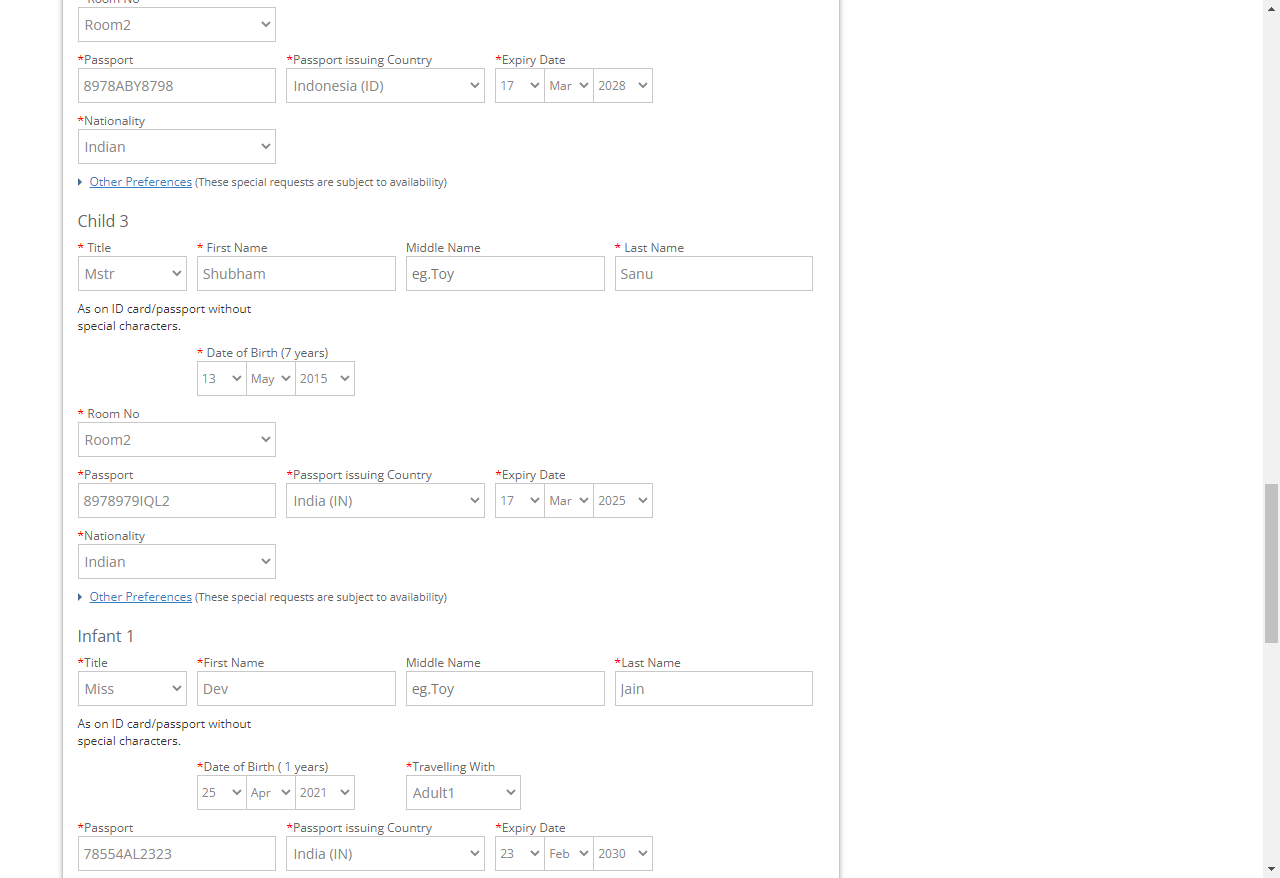 Room No
Room2
*Passport *Passport issuing Country *Expiry Date
8978ABY8798 Indonesia (ID) 17 Mar 2028
*Nationality
Indian
Other Preferences (These special requests are subject to availability)
Child 3
* Title * First Name Middle Name * Last Name
Mstr Shubham eg.Toy Sanu
As on ID card/passport without
special characters.
* Date of Birth (7 years)
13 May 2015
* Room No
Room2
*Passport *Passport issuing Country *Expiry Date
8978979IQL2 India (IN) 17 Mar 2025
*Nationality
Indian
Other Preferences (These special requests are subject to availability)
Infant 1
*Title *First Name Middle Name *Last Name
Miss Dev eg.Toy Jain
As on ID card/passport without
special characters.
*Date of Birth ( 1 years) *Travelling With
25 Apr 2021 Adult1
*Passport *Passport issuing Country *Expiry Date
78554AL2323 India (IN) 23 Feb 2030